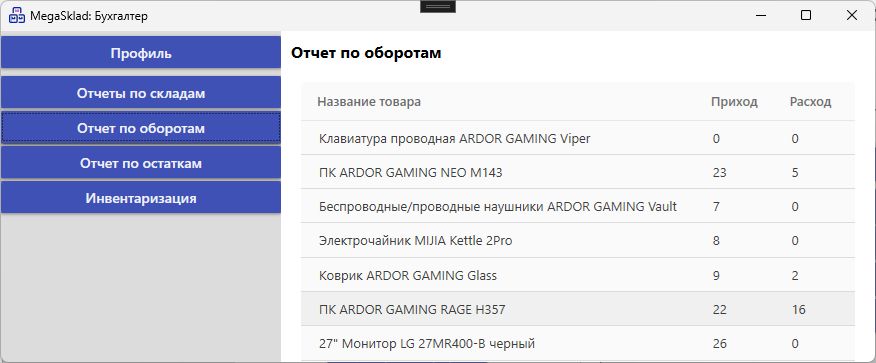 MegaSklad: Бухгалтер
Профиль
Отчеты по складам
Отчет по оборотам
Отчет по остаткам
Инвентаризация
Отчет по оборотам
Название товара Приход Расход
Клавиатура проводная ARDOR GAMING Viper 0 0
ПК ARDOR GAMING NEO M143 23 5
Беспроводные/проводные наушники ARDOR GAMING Vault 7 0
Электрочайник MIJIA Kettle 2Pro 8 0
Коврик ARDOR GAMING Glass 9 2
ПК ARDOR GAMING RAGE H357 22 16
27" Монитор LG 27MR400-B черный 26 0